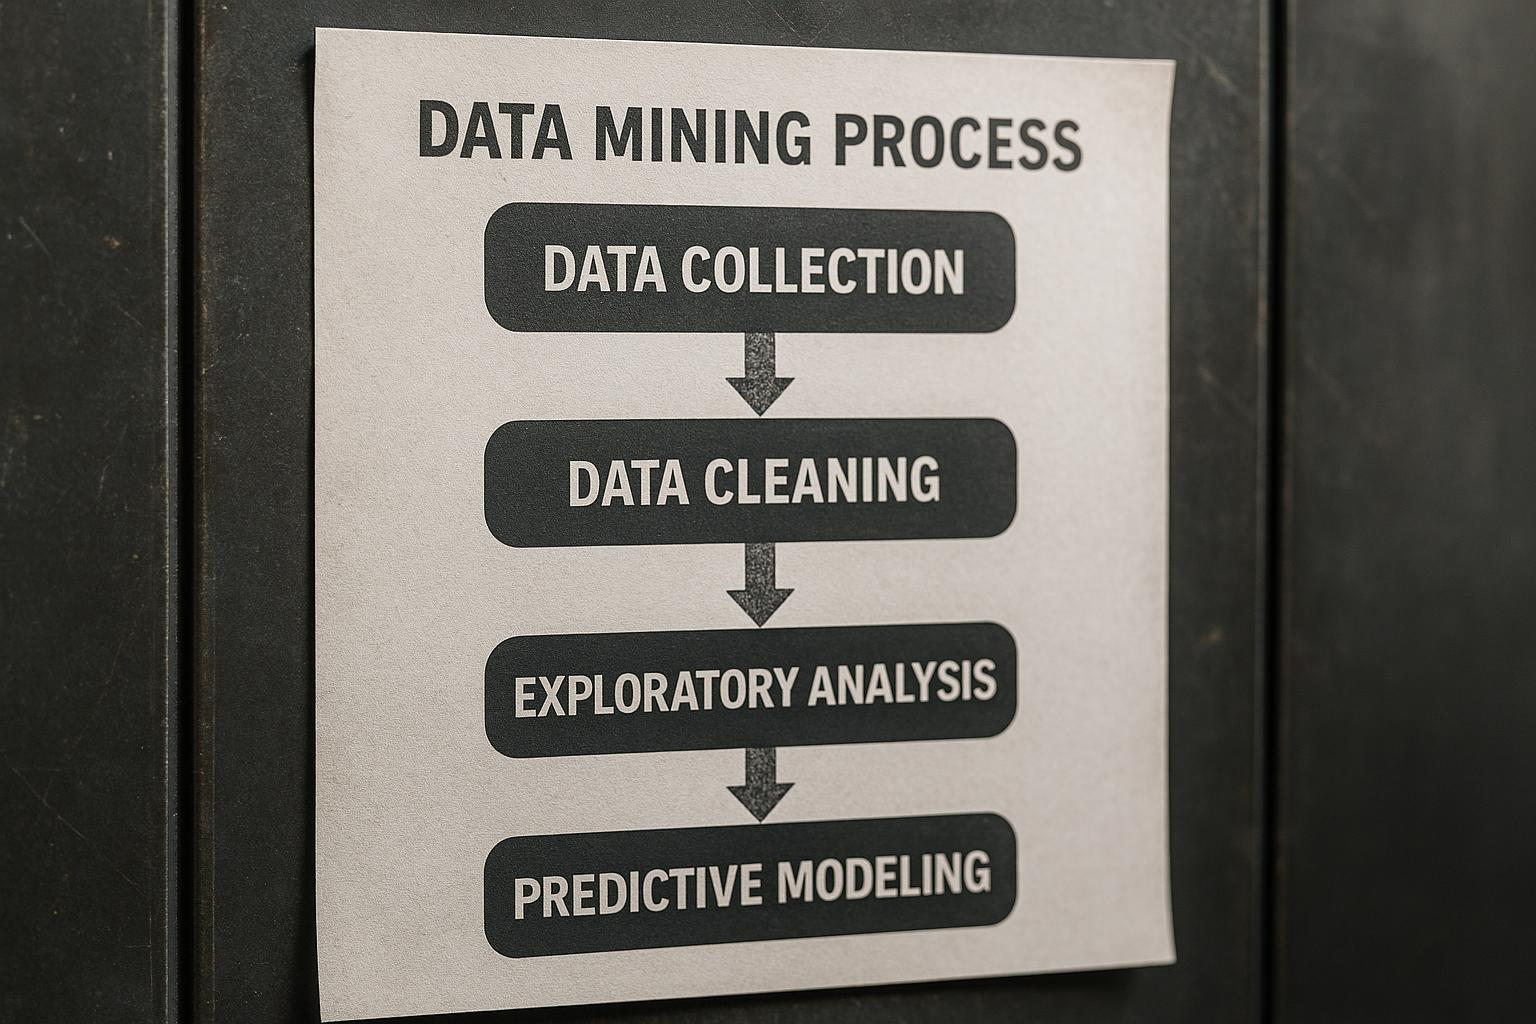 DATA MINING PROCESS
DATA COLLECTION
DATA CLEANING
EXPLORATORY ANALYSIS
PREDICTIVE MODELING